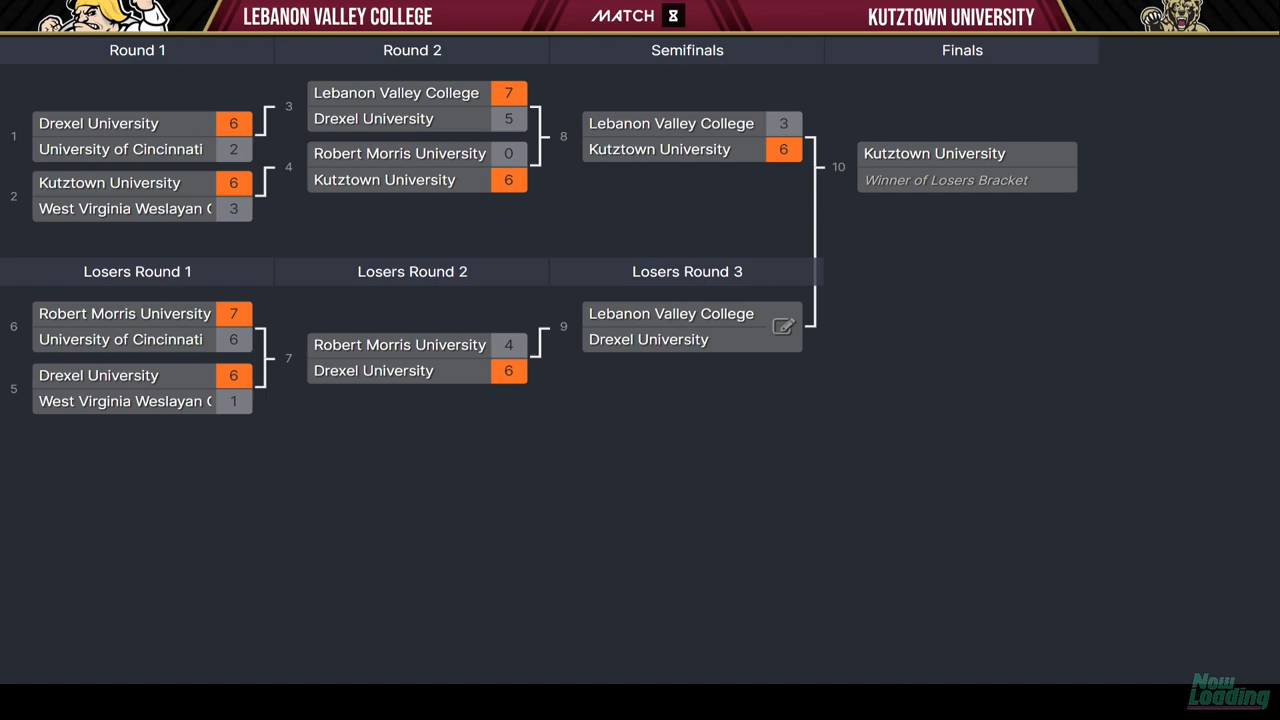 LEBANON VALLEY COLLEGE
MATCH 8
KUTZTOWN UNIVERSITY
Round 1
Round 2
Semifinals
Finals
1
Drexel University 6
University of Cincinnati 2
2
Kutztown University 6
West Virginia Weslayan C 3
3
Lebanon Valley College 7
Drexel University 5
4
Robert Morris University 0
Kutztown University 6
8
Lebanon Valley College 3
Kutztown University 6
10
Kutztown University
Winner of Losers Bracket
Losers Round 1
Losers Round 2
Losers Round 3
6
Robert Morris University 7
University of Cincinnati 6
5
Drexel University 6
West Virginia Weslayan C 1
7
Robert Morris University 4
Drexel University 6
9
Lebanon Valley College
Drexel University
Now
Loading